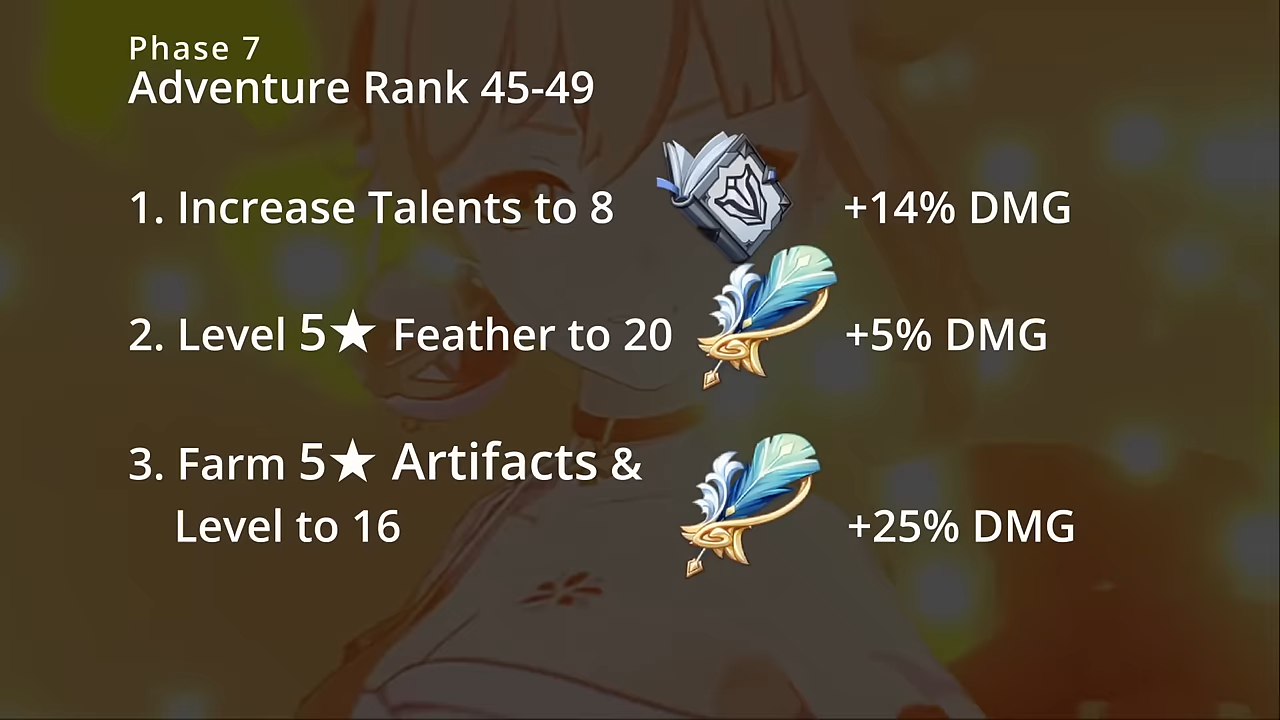 Phase 7
Adventure Rank 45-49
1. Increase Talents to 8 +14% DMG
2. Level 5★ Feather to 20 +5% DMG
3. Farm 5★ Artifacts &
Level to 16 +25% DMG